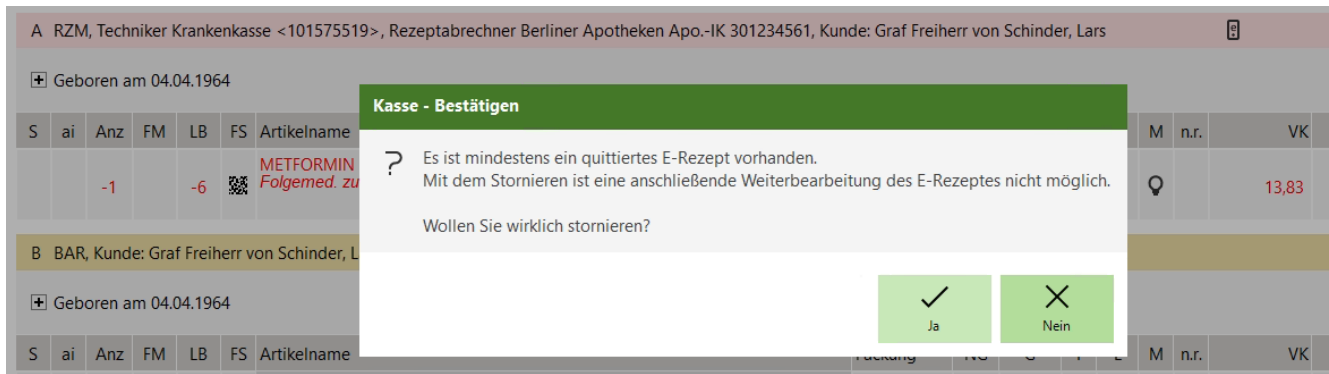 A RZM, Techniker Krankenkasse <101575519>, Rezeptabrechner Berliner Apotheken Apo.-IK 301234561, Kunde: Graf Freiherr von Schinder, Lars
Geboren am 04.04.1964
Kasse - Bestätigen
S ai Anz FM LB FS Artikelname M n.r. VK
Es ist mindestens ein quittiertes E-Rezept vorhanden.
METFORMIN
-1 -6 Folgemed. zu 13,83
Mit dem Stornieren ist eine anschließende Weiterbearbeitung des E-Rezeptes nicht möglich.
Wollen Sie wirklich stornieren?
B BAR, Kunde: Graf Freiherr von Schinder, L
Geboren am 04.04.1964
Ja Nein
S ai Anz FM LB FS Artikelname M n.r. VK